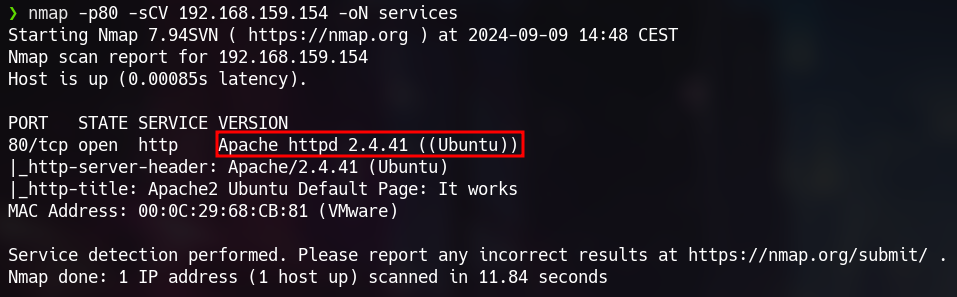 ❯ nmap -p80 -sCV 192.168.159.154 -oN services
Starting Nmap 7.94SVN ( https://nmap.org ) at 2024-09-09 14:48 CEST
Nmap scan report for 192.168.159.154
Host is up (0.00085s latency).

PORT   STATE SERVICE VERSION
80/tcp open  http    Apache httpd 2.4.41 ((Ubuntu))
|_http-server-header: Apache/2.4.41 (Ubuntu)
|_http-title: Apache2 Ubuntu Default Page: It works
MAC Address: 00:0C:29:68:CB:81 (VMware)

Service detection performed. Please report any incorrect results at https://nmap.org/submit/ .
Nmap done: 1 IP address (1 host up) scanned in 11.84 seconds